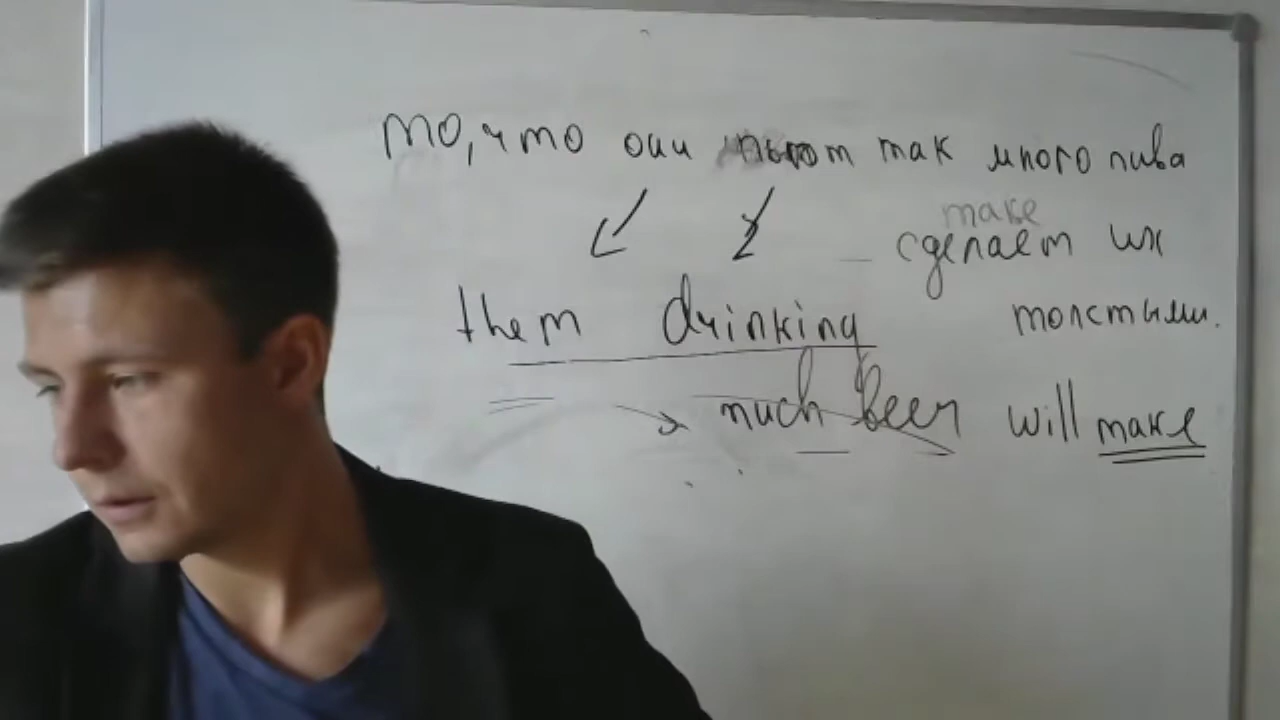 то, что они пьют так много пива
make
сделает их
толстыми.
them drinking
much beer will make